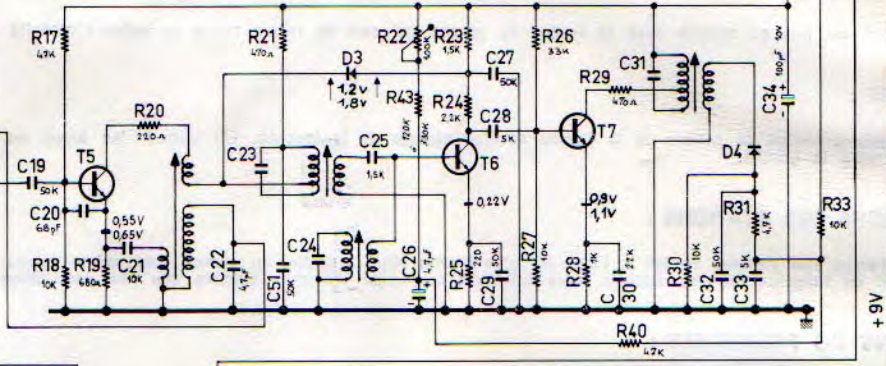 R17
47K
R21
470Ω
R22
100K
R23
1,5K
R26
33K
C27
50K
D3
1,2V
1,8V
R43
120K
R24
C28
5K
R29
470Ω
C31
C34
100µF 10V
+
-
R20
220Ω
C19
50K
T5
C20
68pF
0,55V
0,65V
C21
10K
R18
10K
R19
680Ω
C22
47pF
C23
C25
1,5K
C24
C51
50K
C26
4,7µF
+
T6
0,22V
R25
220
C29
50K
R27
10K
T7
0,9V
1,1V
R28
1K
C
30
22K
D4
R31
4,7K
R30
10K
C32
50K
C33
5K
R33
10K
R40
47K
+ 9V